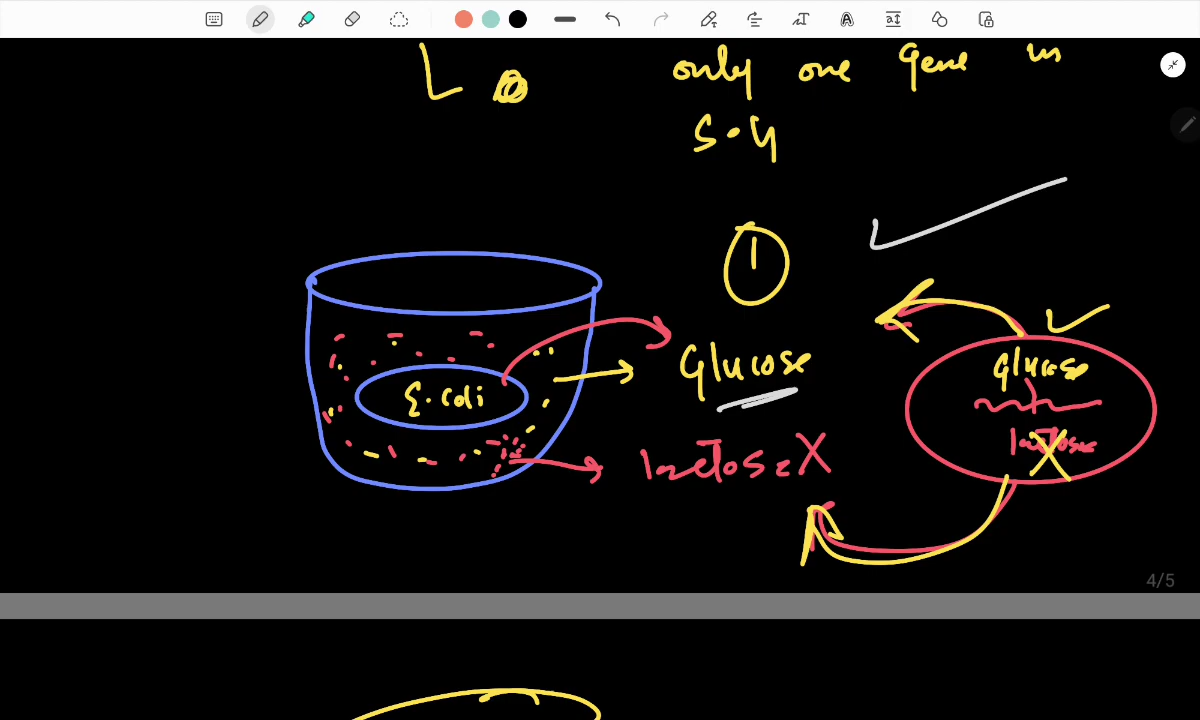 only one gene in
S.Y
1
Glucose
E.coli
lactose X
glucose
lactose
4/5